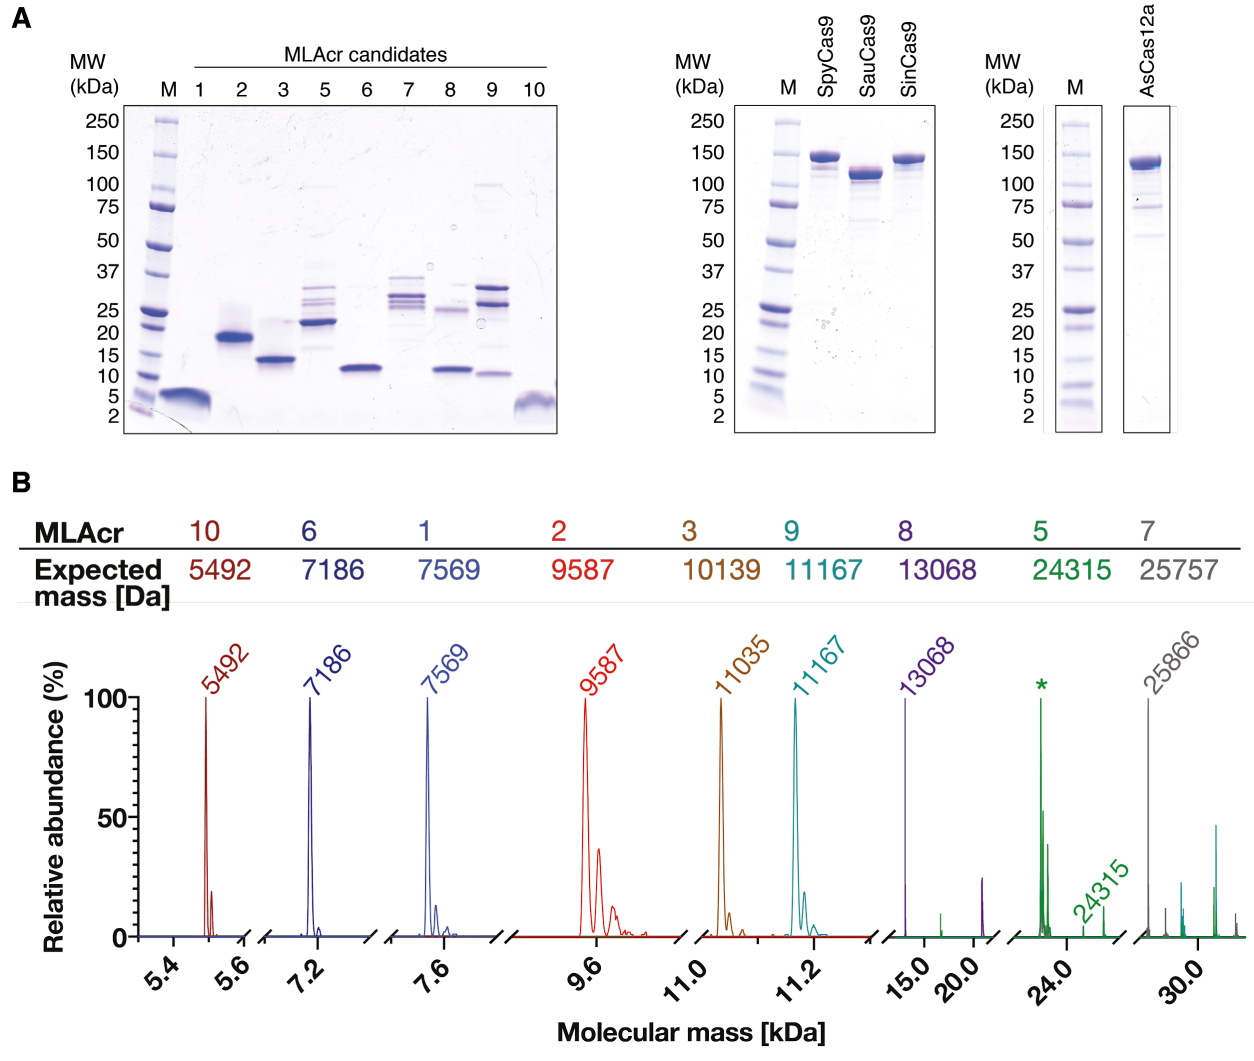 A
MLAcr candidates
MW
(kDa)
M 1 2 3 5 6 7 8 9 10
250
150
100
75
50
37
25
20
15
10
5
2
MW
(kDa)
M SpyCas9 SauCas9 SinCas9
250
150
100
75
50
37
25
20
15
10
5
2
MW
(kDa)
M AsCas12a
250
150
100
75
50
37
25
20
15
10
5
2
B
MLAcr 10 6 1 2 3 9 8 5 7
Expected 5492 7186 7569 9587 10139 11167 13068 24315 25757
mass [Da]
5492 7186 7569 9587 11035 11167 13068 * 25866
24315
Relative abundance (%)
100
50
0
5.4 5.6 7.2 7.6 9.6 11.0 11.2 15.0 20.0 24.0 30.0
Molecular mass [kDa]